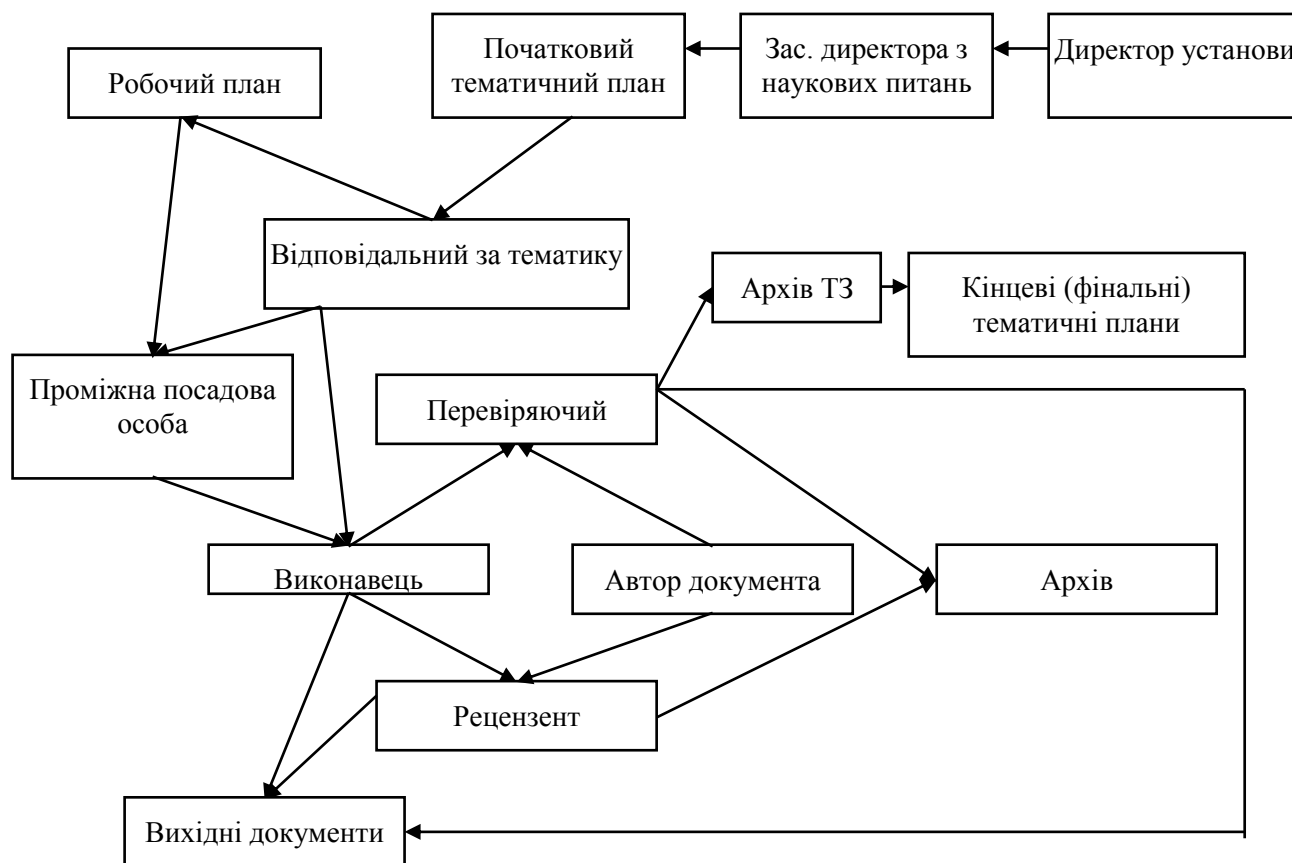 Робочий план
Початковий
тематичний план
Зас. директора з
наукових питань
Директор установи
Відповідальний за тематику
Архів ТЗ
Кінцеві (фінальні)
тематичні плани
Проміжна посадова
особа
Перевіряючий
Виконавець
Автор документа
Архів
Рецензент
Вихідні документи